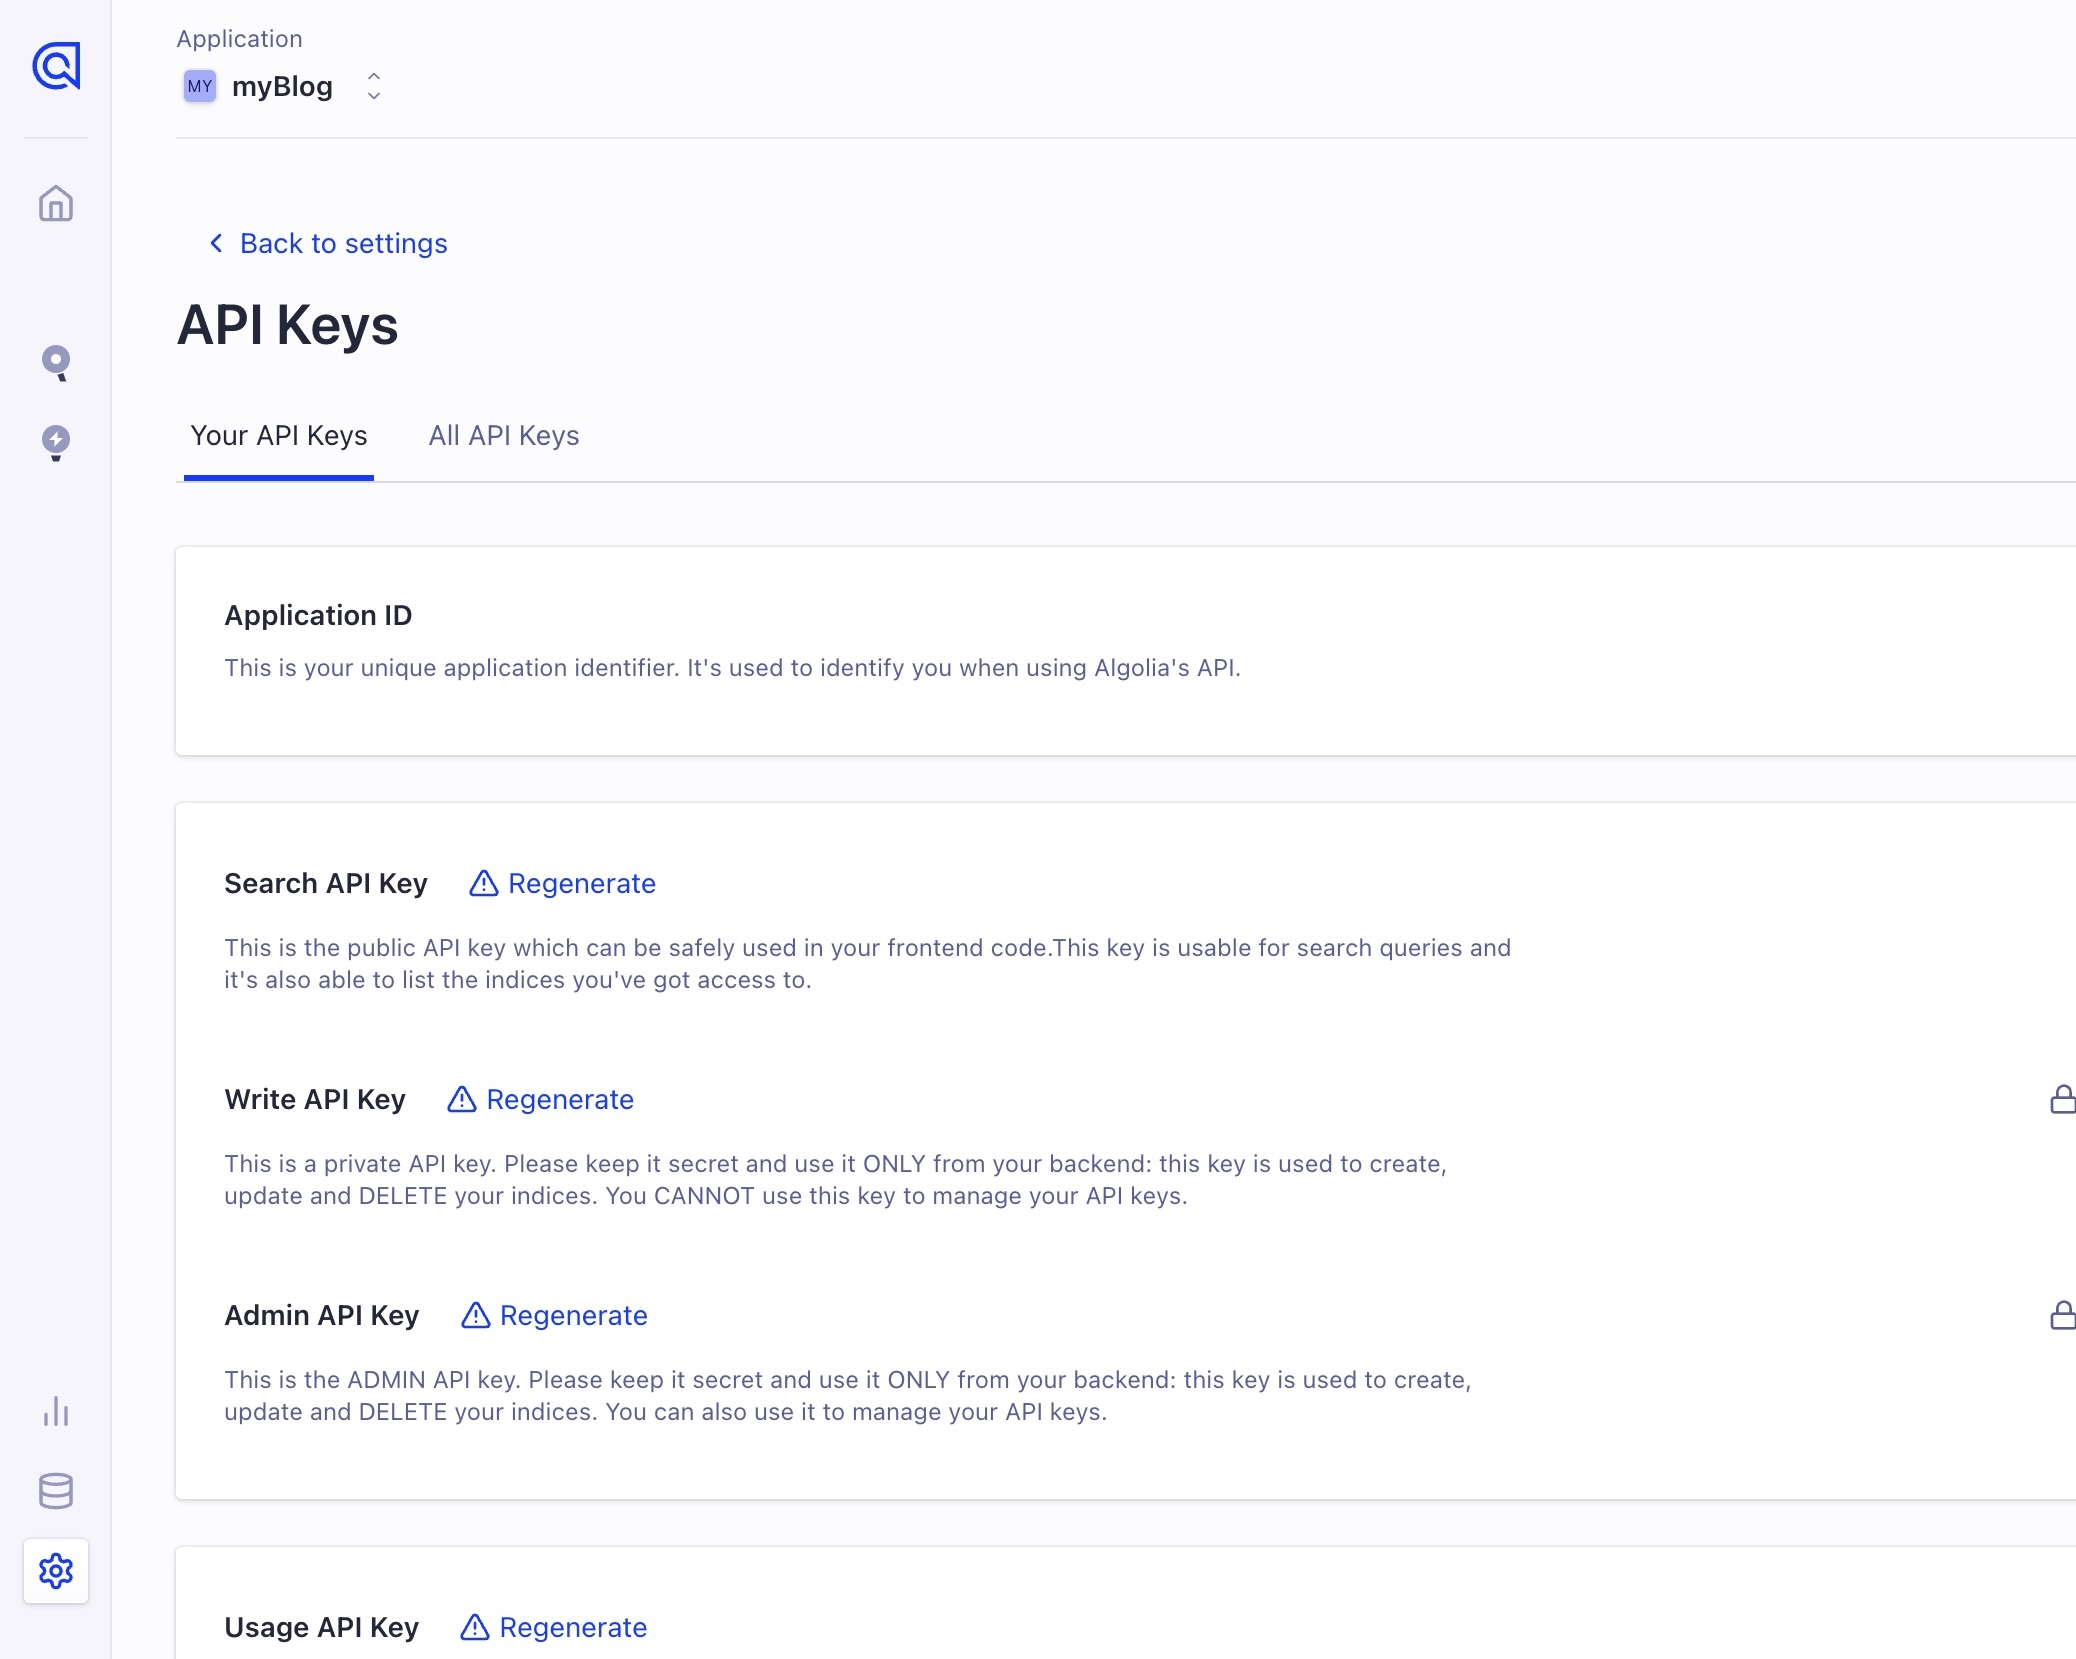 Application
MY myBlog
Back to settings
API Keys
Your API Keys All API Keys
Application ID
This is your unique application identifier. It's used to identify you when using Algolia's API.
Search API Key Regenerate
This is the public API key which can be safely used in your frontend code.This key is usable for search queries and
it's also able to list the indices you've got access to.
Write API Key Regenerate
This is a private API key. Please keep it secret and use it ONLY from your backend: this key is used to create,
update and DELETE your indices. You CANNOT use this key to manage your API keys.
Admin API Key Regenerate
This is the ADMIN API key. Please keep it secret and use it ONLY from your backend: this key is used to create,
update and DELETE your indices. You can also use it to manage your API keys.
Usage API Key Regenerate